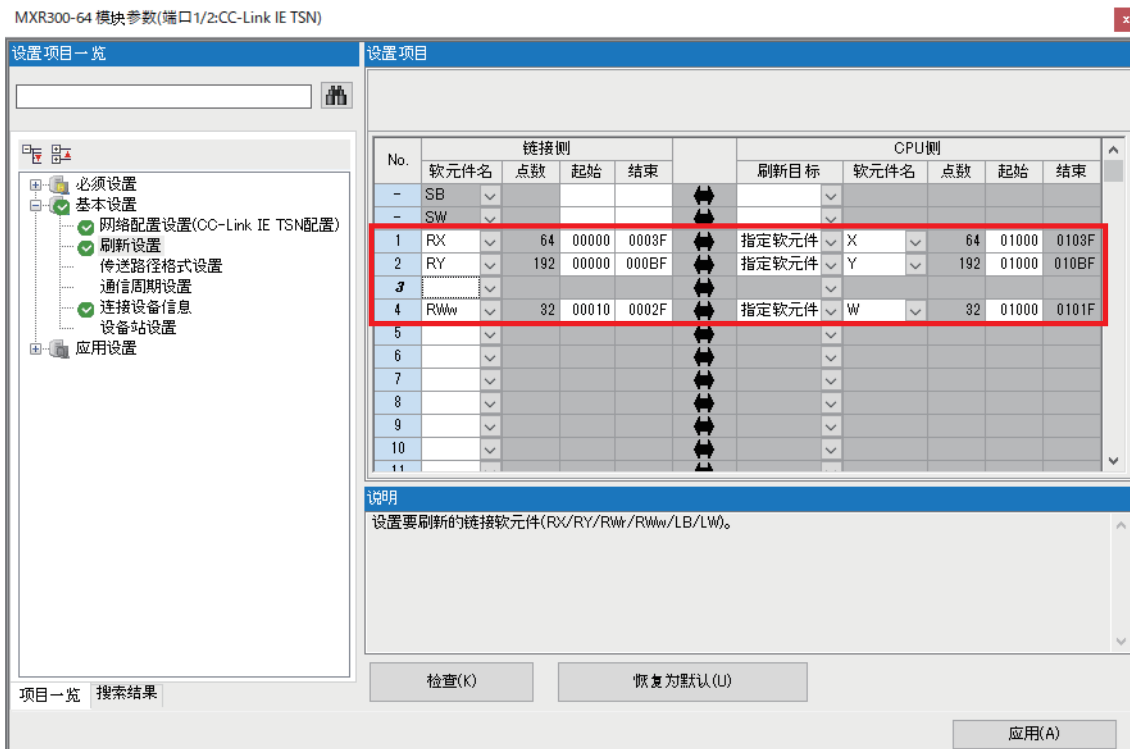 MXR300-64 模块参数(端口1/2:CC-Link IE TSN)
x
设置项目一览
设置项目
必须设置
基本设置
网络配置设置(CC-Link IE TSN配置)
刷新设置
传送路径格式设置
通信周期设置
连接设备信息
设备站设置
应用设置
No. 链接侧 CPU侧
软元件名 点数 起始 结束 刷新目标 软元件名 点数 起始 结束
- SB
- SW
1 RX 64 00000 0003F 指定软元件 X 64 01000 0103F
2 RY 192 00000 000BF 指定软元件 Y 192 01000 010BF
3
4 RWw 32 00010 0002F 指定软元件 W 32 01000 0101F
5
6
7
8
9
10
11
说明
设置要刷新的链接软元件(RX/RY/RWr/RWw/LB/LW)。
项目一览 搜索结果
检查(K) 恢复为默认(U)
应用(A)